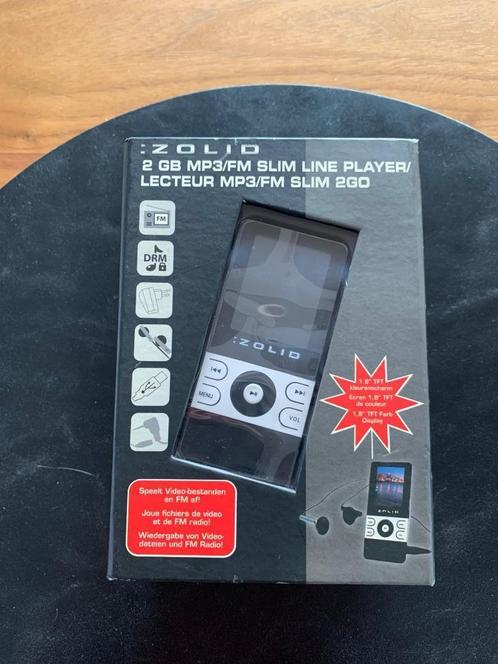 :ZOLID
2 GB MP3/FM SLIM LINE PLAYER/
LECTEUR MP3/FM SLIM 2GO
FM
DRM
:ZOLID
MENU
VOL
1.8" TFT
kleurenscherm
Ecran 1,8" TFT
de couleur
1,8" TFT Farb
Display
Speelt Video-bestanden
en FM af!
Joue fichiers de video
et de FM radio!
Wiedergabe von Video-
dateien und FM Radio!
ZOLID